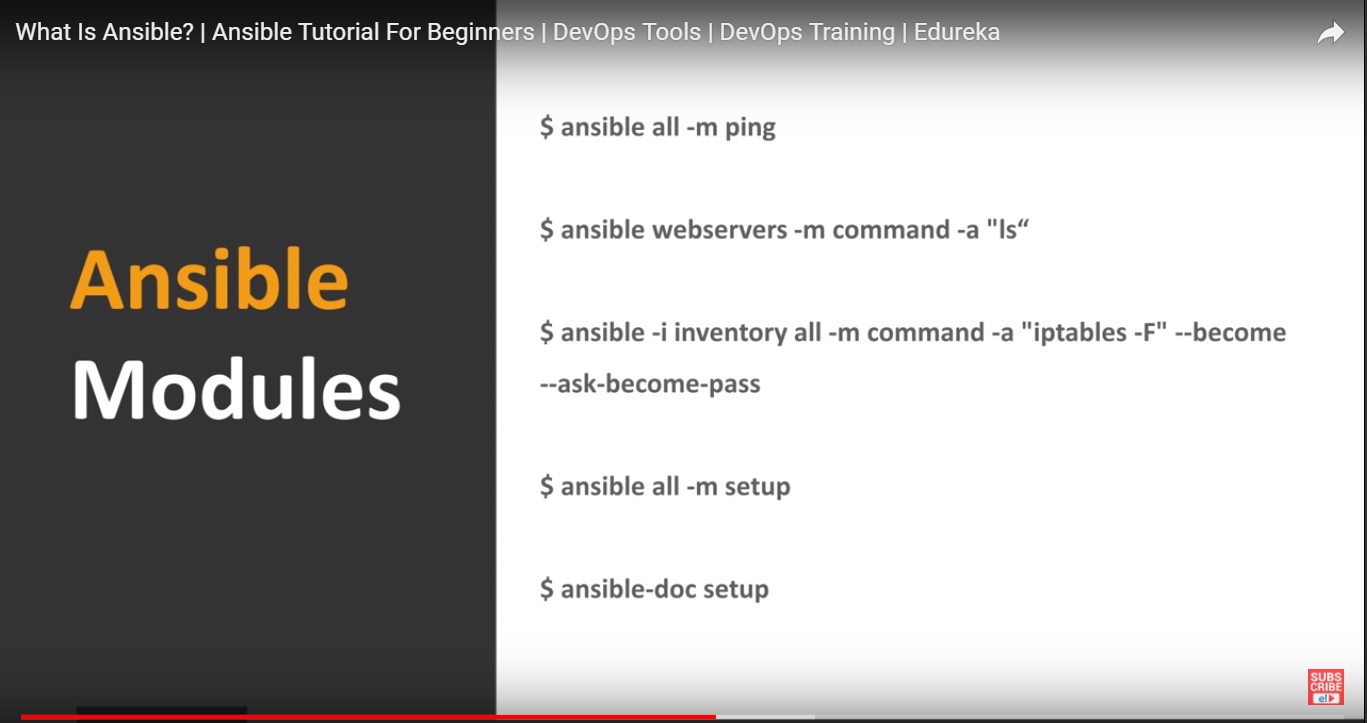 What Is Ansible? | Ansible Tutorial For Beginners | DevOps Tools | DevOps Training | Edureka
Ansible
Modules
$ ansible all -m ping
$ ansible webservers -m command -a "ls“
$ ansible -i inventory all -m command -a "iptables -F" --become
--ask-become-pass
$ ansible all -m setup
$ ansible-doc setup
SUBS
CRIBE
e!